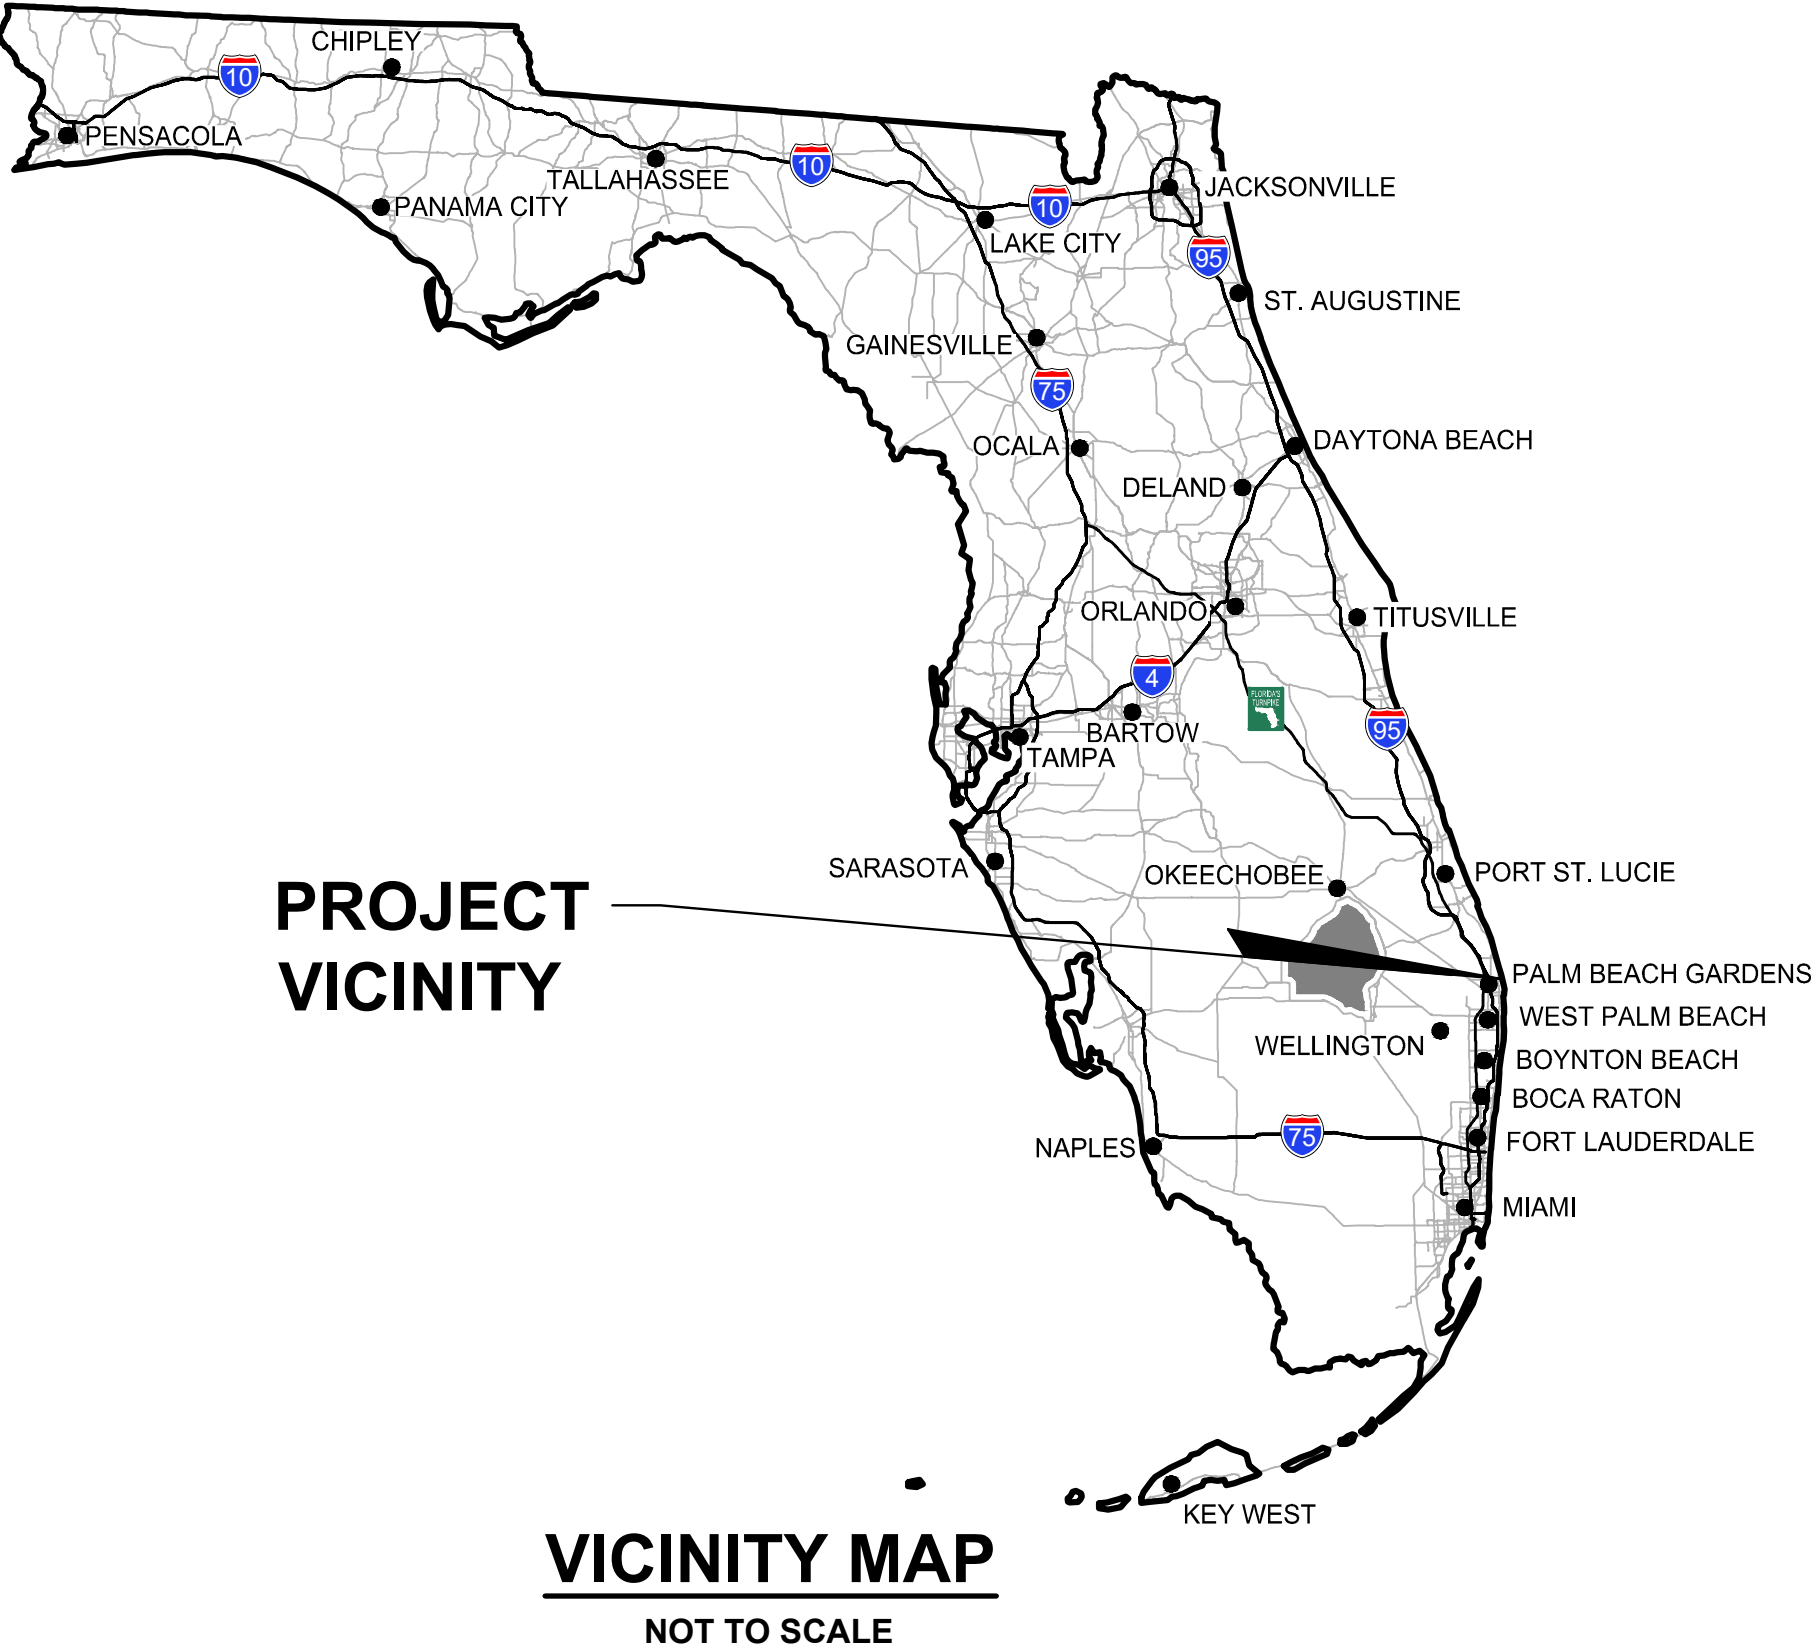 CHIPLEY
10
PENSACOLA
TALLAHASSEE
10
PANAMA CITY
10
JACKSONVILLE
LAKE CITY
95
ST. AUGUSTINE
GAINESVILLE
75
OCALA
DAYTONA BEACH
DELAND
ORLANDO
TITUSVILLE
4
FLORIDA'S
TURNPIKE
BARTOW
95
TAMPA
SARASOTA
OKEECHOBEE
PORT ST. LUCIE
PROJECT
VICINITY
PALM BEACH GARDENS
WEST PALM BEACH
WELLINGTON
BOYNTON BEACH
BOCA RATON
NAPLES
75
FORT LAUDERDALE
MIAMI
KEY WEST
VICINITY MAP
NOT TO SCALE